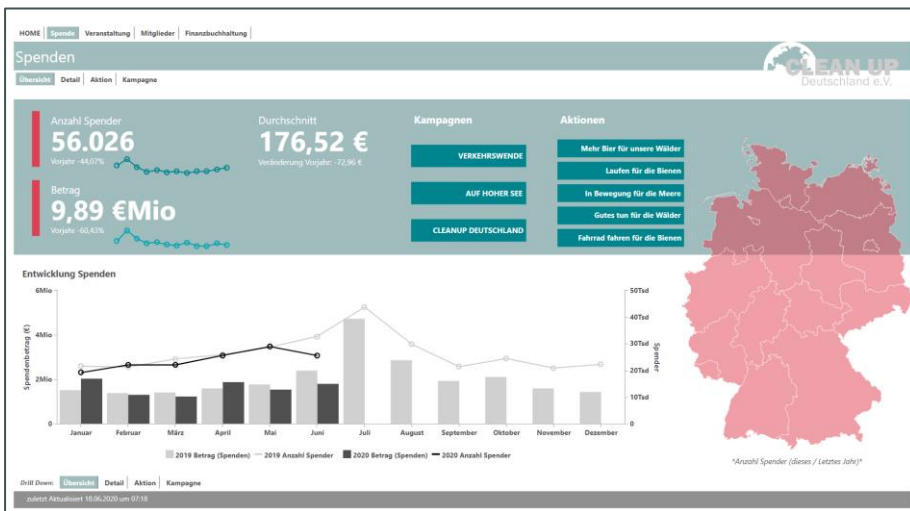 HOME Spende Veranstaltung Mitglieder Finanzbuchhaltung
Spenden
CLEAN UP
Deutschland e.V.
Übersicht Detail Aktion Kampagne
Anzahl Spender
56.026
Vorjahr -44,07%
Durchschnitt
176,52 €
Veränderung Vorjahr: -72,96 €
Betrag
9,89 €Mio
Vorjahr -60,43%
Kampagnen
VERKEHRSWENDE
AUF HOHER SEE
CLEANUP DEUTSCHLAND
Aktionen
Mehr Bier für unsere Wälder
Laufen für die Bienen
In Bewegung für die Meere
Gutes tun für die Wälder
Fahrrad fahren für die Bienen
Entwicklung Spenden
Spendenbetrag (€)
6Mio
4Mio
2Mio
0
50Tsd
40Tsd
30Tsd
20Tsd
10Tsd
0
Spender
Januar Februar März April Mai Juni Juli August September Oktober November Dezember
2019 Betrag (Spenden) 2019 Anzahl Spender 2020 Betrag (Spenden) 2020 Anzahl Spender
*Anzahl Spender (dieses / Letztes Jahr)*
Drill Down: Übersicht Detail Aktion Kampagne
zuletzt Aktualisiert 18.06.2020 um 07:18